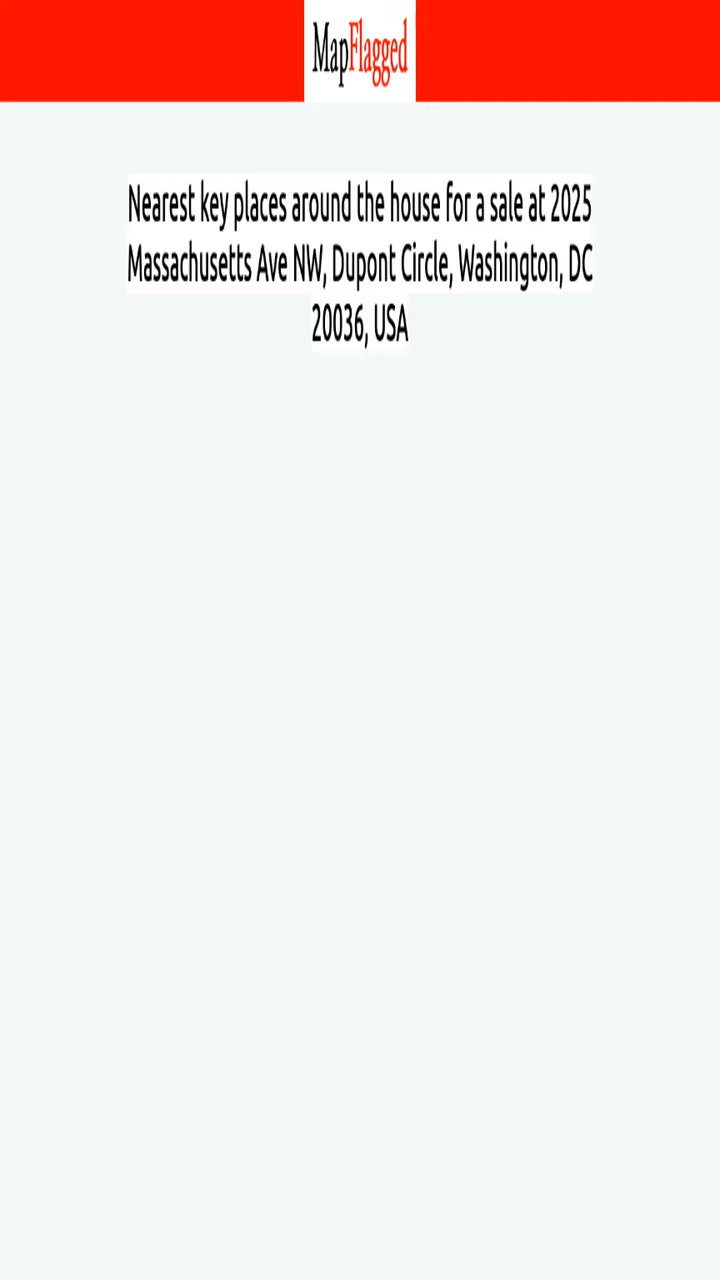 MapFlagged
Nearest key places around the house for a sale at 2025
Massachusetts Ave NW, Dupont Circle, Washington, DC
20036, USA